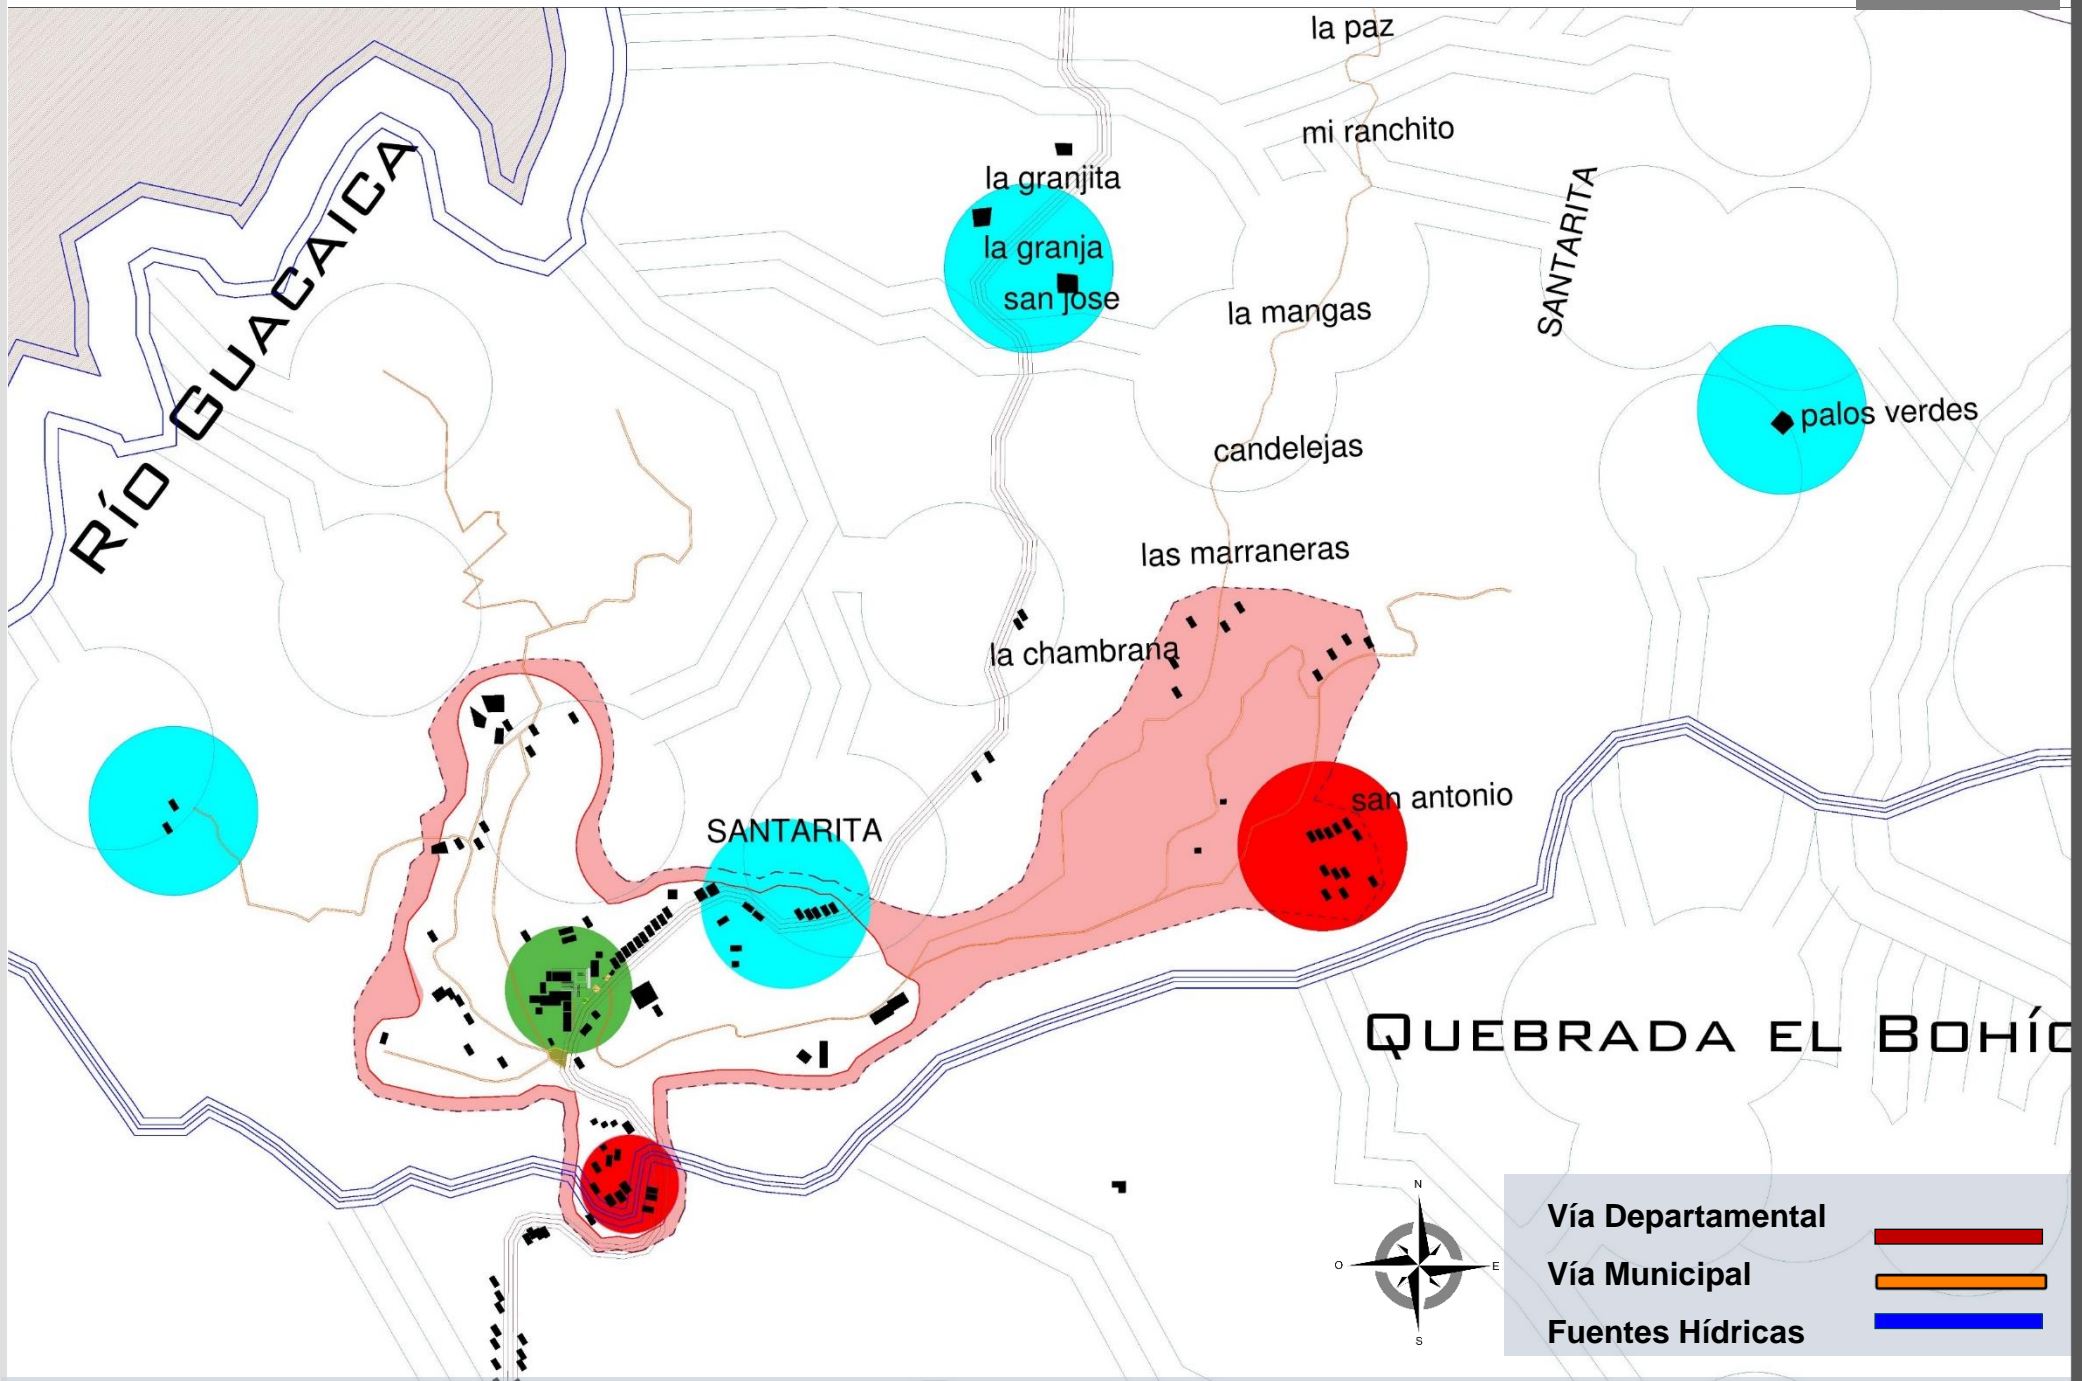 la paz
mi ranchito
SANTARITA
la granjita
la granja
san jose
RÍO GUACAICA
la mangas
palos verdes
candelejas
las marraneras
la chambrana
san antonio
SANTARITA
QUEBRADA EL BOHÍO
N
O
E
S
Vía Departamental
Vía Municipal
Fuentes Hídricas